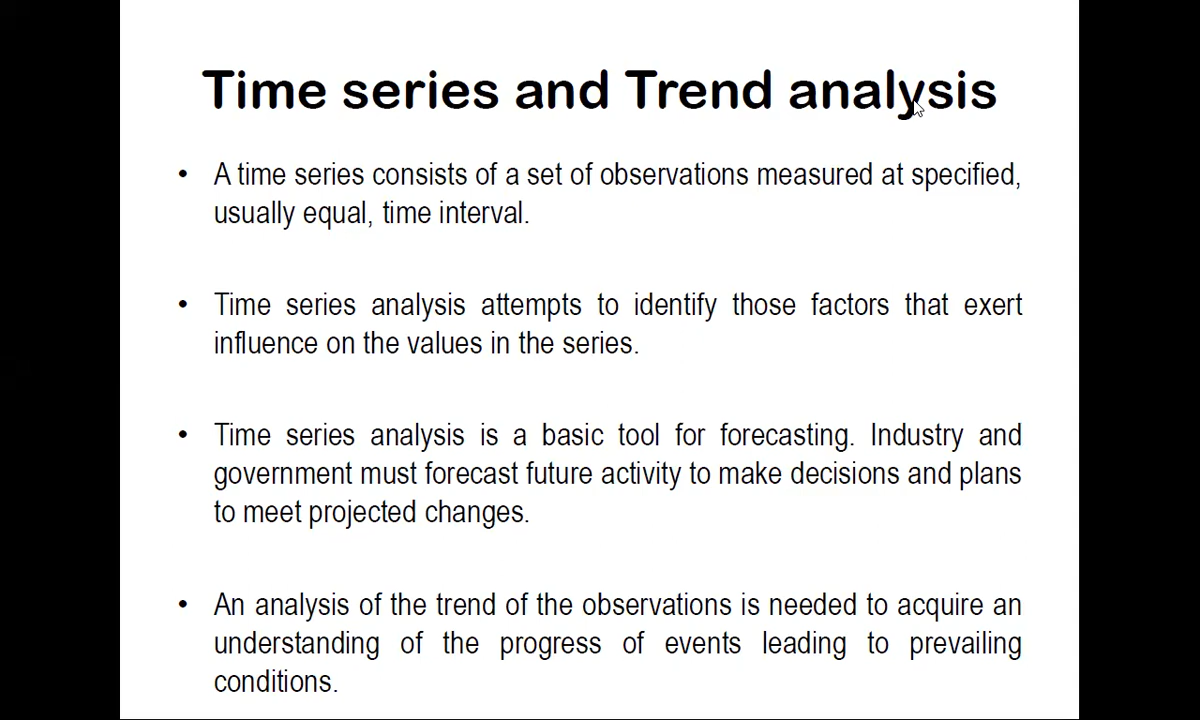 Time series and Trend analysis
• A time series consists of a set of observations measured at specified,
usually equal, time interval.
• Time series analysis attempts to identify those factors that exert
influence on the values in the series.
• Time series analysis is a basic tool for forecasting. Industry and
government must forecast future activity to make decisions and plans
to meet projected changes.
• An analysis of the trend of the observations is needed to acquire an
understanding of the progress of events leading to prevailing
conditions.